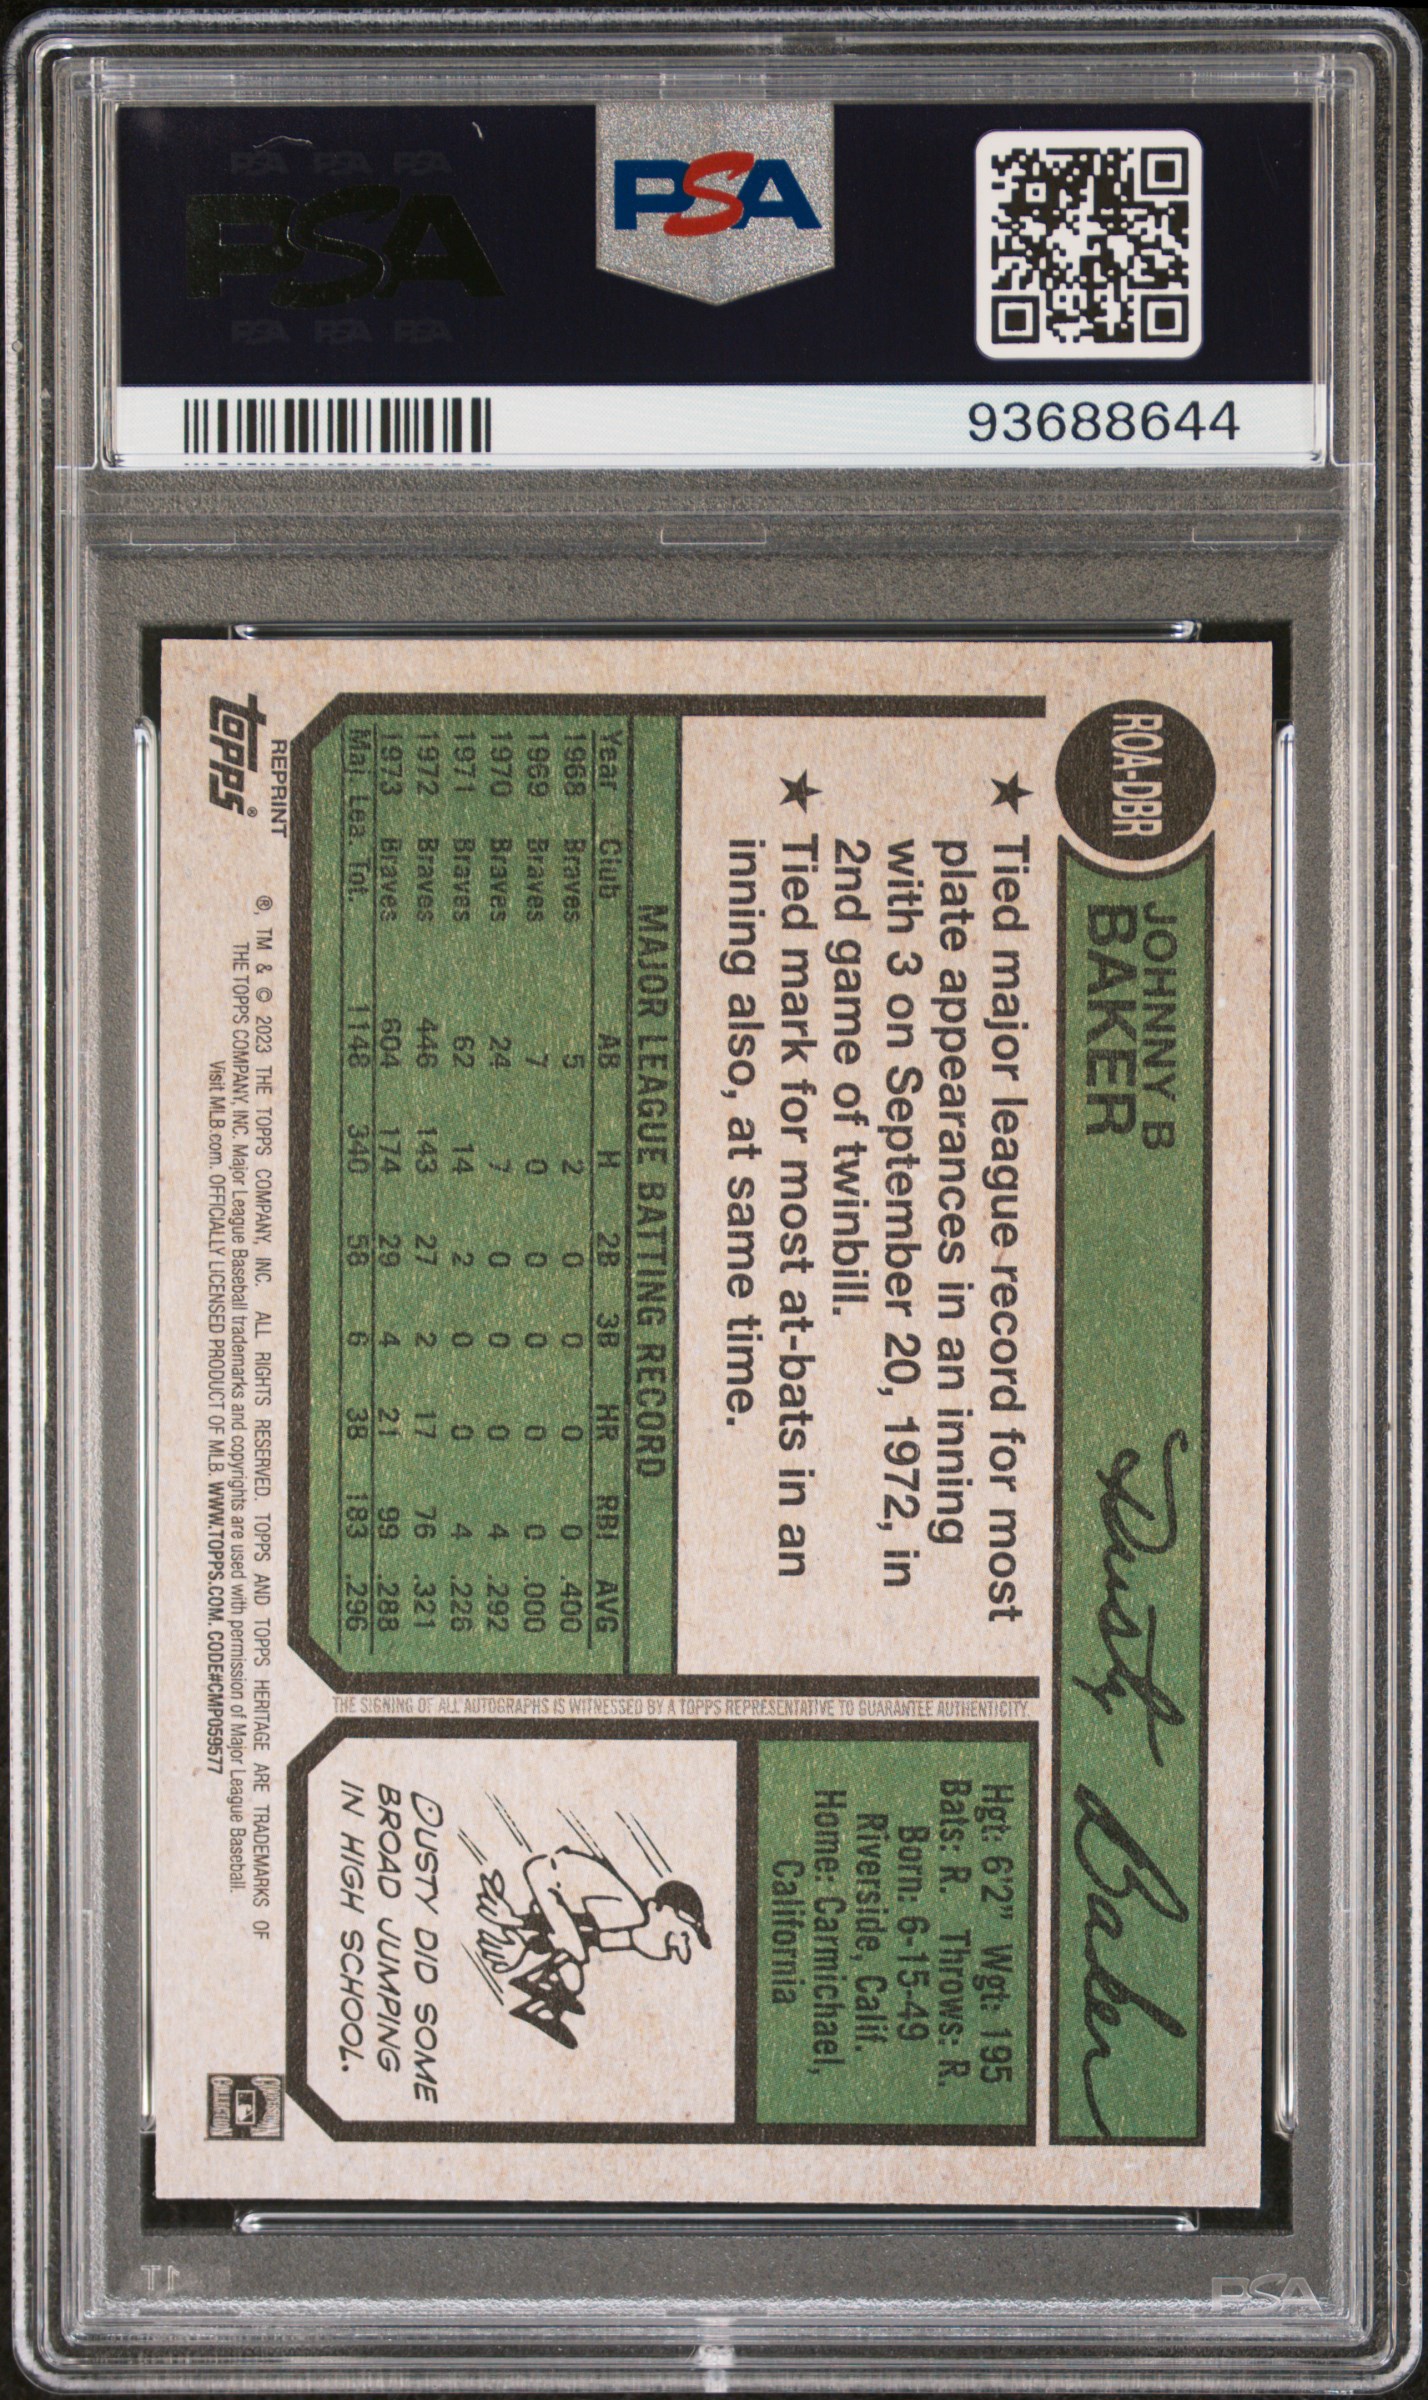 PSA PSA PSA
PSA
PSA PSA PSA
PSA
93688644
ROA-DBR
JOHNNY B
BAKER
Dusty Baker
★ Tied major league record for most
plate appearances in an inning
with 3 on September 20, 1972, in
2nd game of twinbill.
★ Tied mark for most at-bats in an
inning also, at same time.
MAJOR LEAGUE BATTING RECORD
Year Club AB H 2B 3B HR RBI AVG
1968 Braves 5 2 0 0 0 0 .400
1969 Braves 7 0 0 0 0 0 .000
1970 Braves 24 7 0 0 0 4 .292
1971 Braves 62 14 2 0 0 4 .226
1972 Braves 446 143 27 2 17 76 .321
1973 Braves 604 174 29 4 21 99 .288
Maj. Lea. Tot. 1148 340 58 6 38 183 .296
THE SIGNING OF ALL AUTOGRAPHS IS WITNESSED BY A TOPPS REPRESENTATIVE TO GUARANTEE AUTHENTICITY.
Hgt: 6'2" Wgt: 195
Bats: R. Throws: R.
Born: 6-15-49
Riverside, Calif.
Home: Carmichael,
California
DUSTY DID SOME
BROAD JUMPING
IN HIGH SCHOOL.
REPRINT
topps®
®, TM & © 2023 THE TOPPS COMPANY, INC. ALL RIGHTS RESERVED. TOPPS AND TOPPS HERITAGE ARE TRADEMARKS OF
THE TOPPS COMPANY, INC. Major League Baseball trademarks and copyrights are used with permission of Major League Baseball.
Visit MLB.com. OFFICIALLY LICENSED PRODUCT OF MLB. WWW.TOPPS.COM. CODE#CMP059577
COOPERSTOWN
COLLECTION
PSA